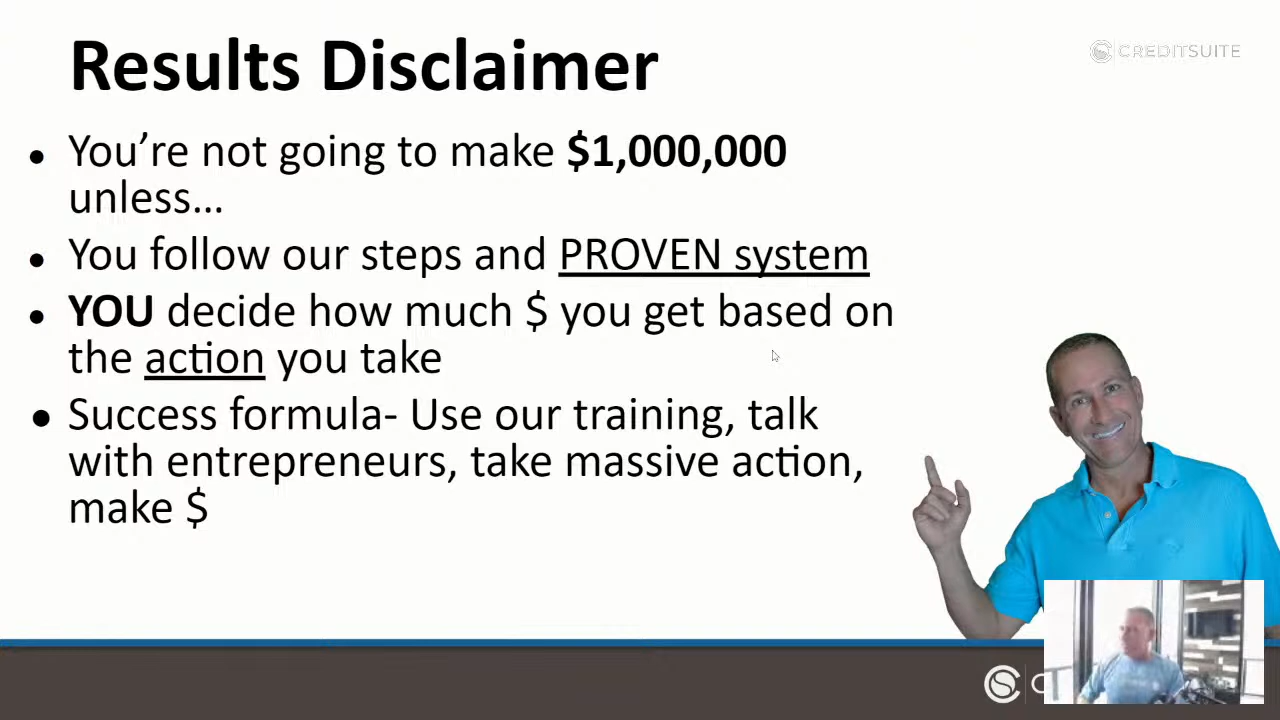 Results Disclaimer
CREDITSUITE
• You’re not going to make $1,000,000
unless…
• You follow our steps and PROVEN system
• YOU decide how much $ you get based on
the action you take
• Success formula- Use our training, talk
with entrepreneurs, take massive action,
make $